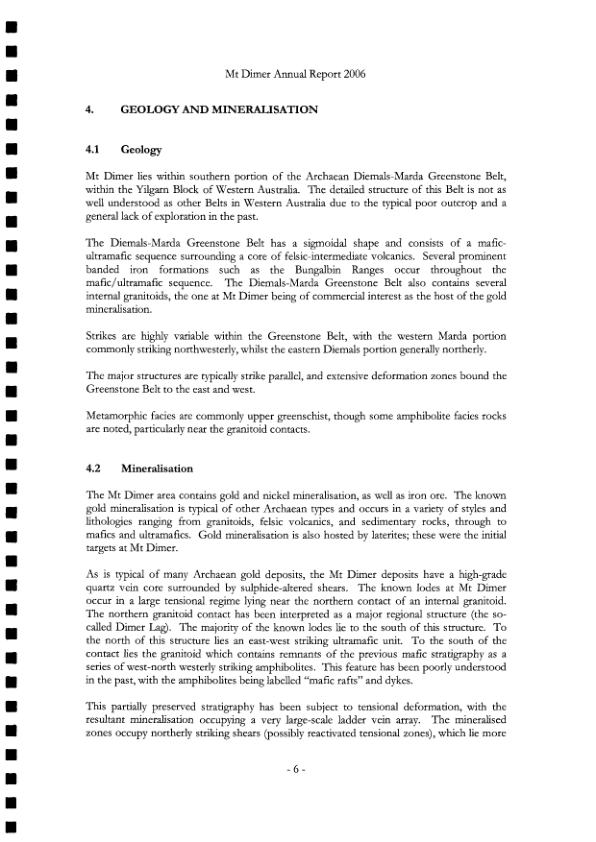 Mt Dimer Annual Report 2006
4. GEOLOGY AND MINERALISATION
4.1 Geology
Mt Dimer lies within southern portion of the Archaean Diemals-Marda Greenstone Belt,
within the Yilgarn Block of Western Australia. The detailed structure of this Belt is not as
well understood as other Belts in Western Australia due to the typical poor outcrop and a
general lack of exploration in the past.
The Diemals-Marda Greenstone Belt has a sigmoidal shape and consists of a mafic-
ultramafic sequence surrounding a core of felsic-intermediate volcanics. Several prominent
banded iron formations such as the Bungalbin Ranges occur throughout the
mafic/ultramafic sequence. The Diemals-Marda Greenstone Belt also contains several
internal granitoids, the one at Mt Dimer being of commercial interest as the host of the gold
mineralisation.
Strikes are highly variable within the Greenstone Belt, with the western Marda portion
commonly striking northwesterly, whilst the eastern Diemals portion generally northerly.
The major structures are typically strike parallel, and extensive deformation zones bound the
Greenstone Belt to the east and west.
Metamorphic facies are commonly upper greenschist, though some amphibolite facies rocks
are noted, particularly near the granitoid contacts.
4.2 Mineralisation
The Mt Dimer area contains gold and nickel mineralisation, as well as iron ore. The known
gold mineralisation is typical of other Archaean types and occurs in a variety of styles and
lithologies ranging from granitoids, felsic volcanics, and sedimentary rocks, through to
mafics and ultramafics. Gold mineralisation is also hosted by laterites; these were the initial
targets at Mt Dimer.
As is typical of many Archaean gold deposits, the Mt Dimer deposits have a high-grade
quartz vein core surrounded by sulphide-altered shears. The known lodes at Mt Dimer
occur in a large tensional regime lying near the northern contact of an internal granitoid.
The northern granitoid contact has been interpreted as a major regional structure (the so-
called Dimer Lag). The majority of the known lodes lie to the south of this structure. To
the north of this structure lies an east-west striking ultramafic unit. To the south of the
contact lies the granitoid which contains remnants of the previous mafic stratigraphy as a
series of west-north westerly striking amphibolites. This feature has been poorly understood
in the past, with the amphibolites being labelled “mafic rafts” and dykes.
This partially preserved stratigraphy has been subject to tensional deformation, with the
resultant mineralisation occupying a very large-scale ladder vein array. The mineralised
zones occupy northerly striking shears (possibly reactivated tensional zones), which lie more
- 6 -